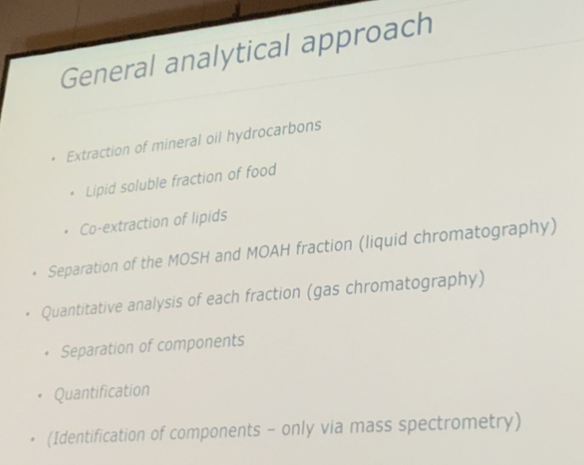 General analytical approach
• Extraction of mineral oil hydrocarbons
• Lipid soluble fraction of food
• Co-extraction of lipids
• Separation of the MOSH and MOAH fraction (liquid chromatography)
• Quantitative analysis of each fraction (gas chromatography)
• Separation of components
• Quantification
• (Identification of components – only via mass spectrometry)